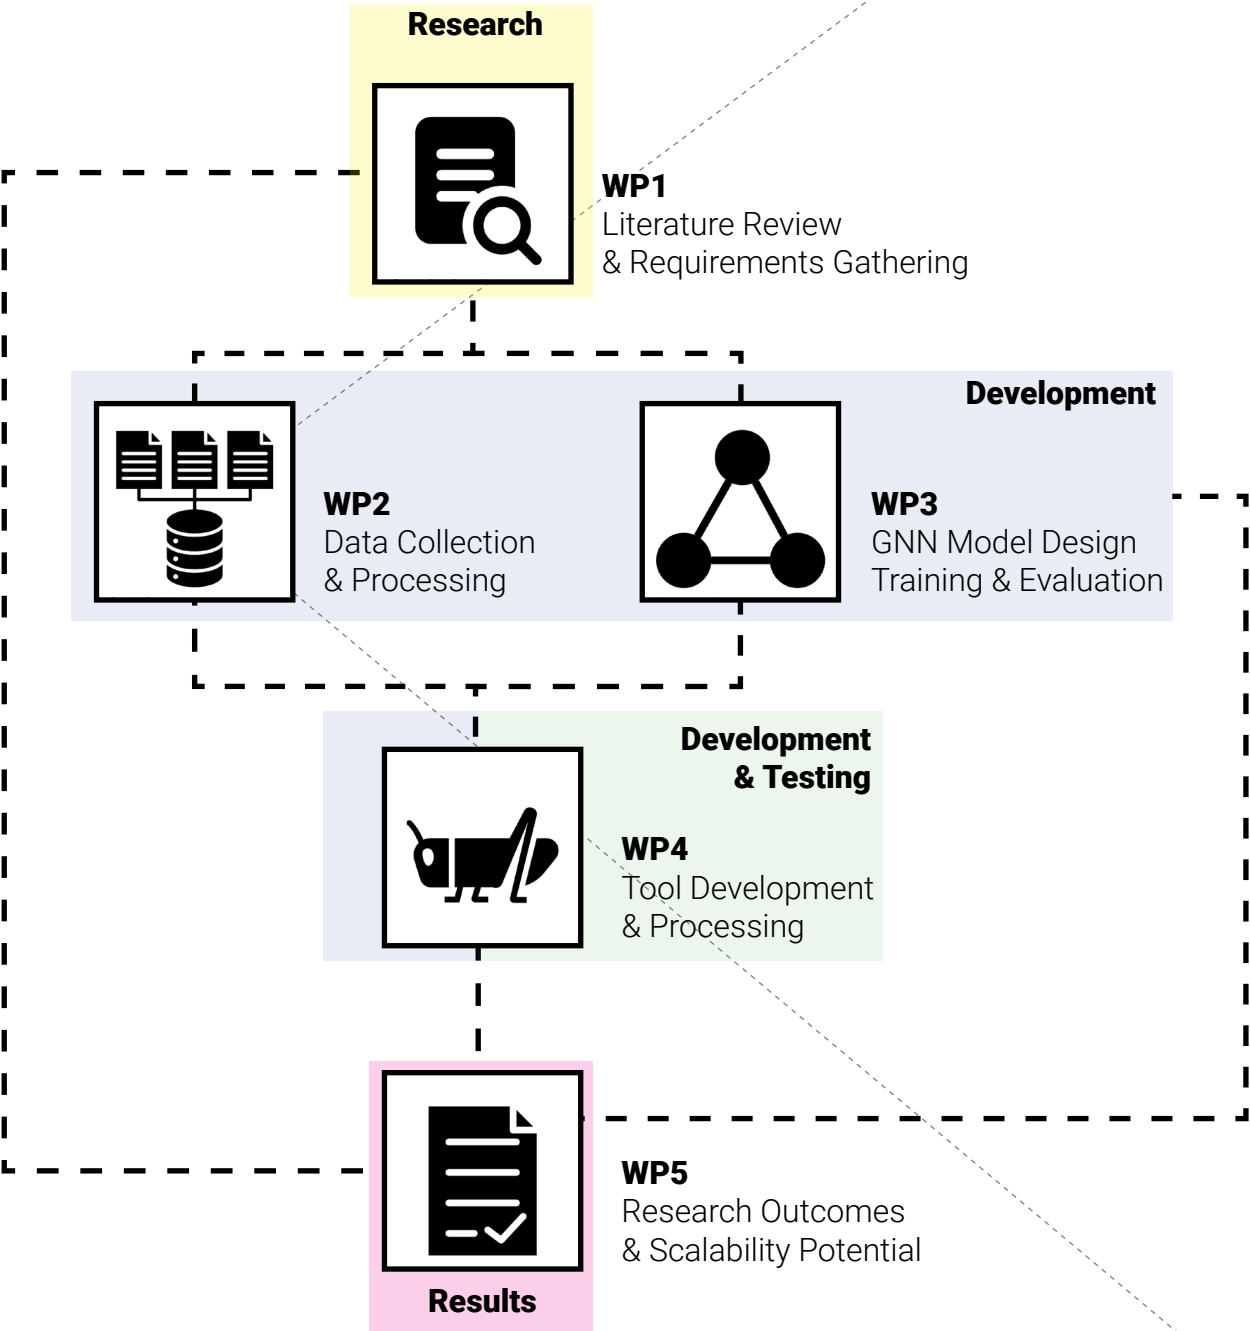 Research
WP1
Literature Review
& Requirements Gathering
Development
WP2
Data Collection
& Processing
WP3
GNN Model Design
Training & Evaluation
Development
& Testing
WP4
Tool Development
& Processing
WP5
Research Outcomes
& Scalability Potential
Results